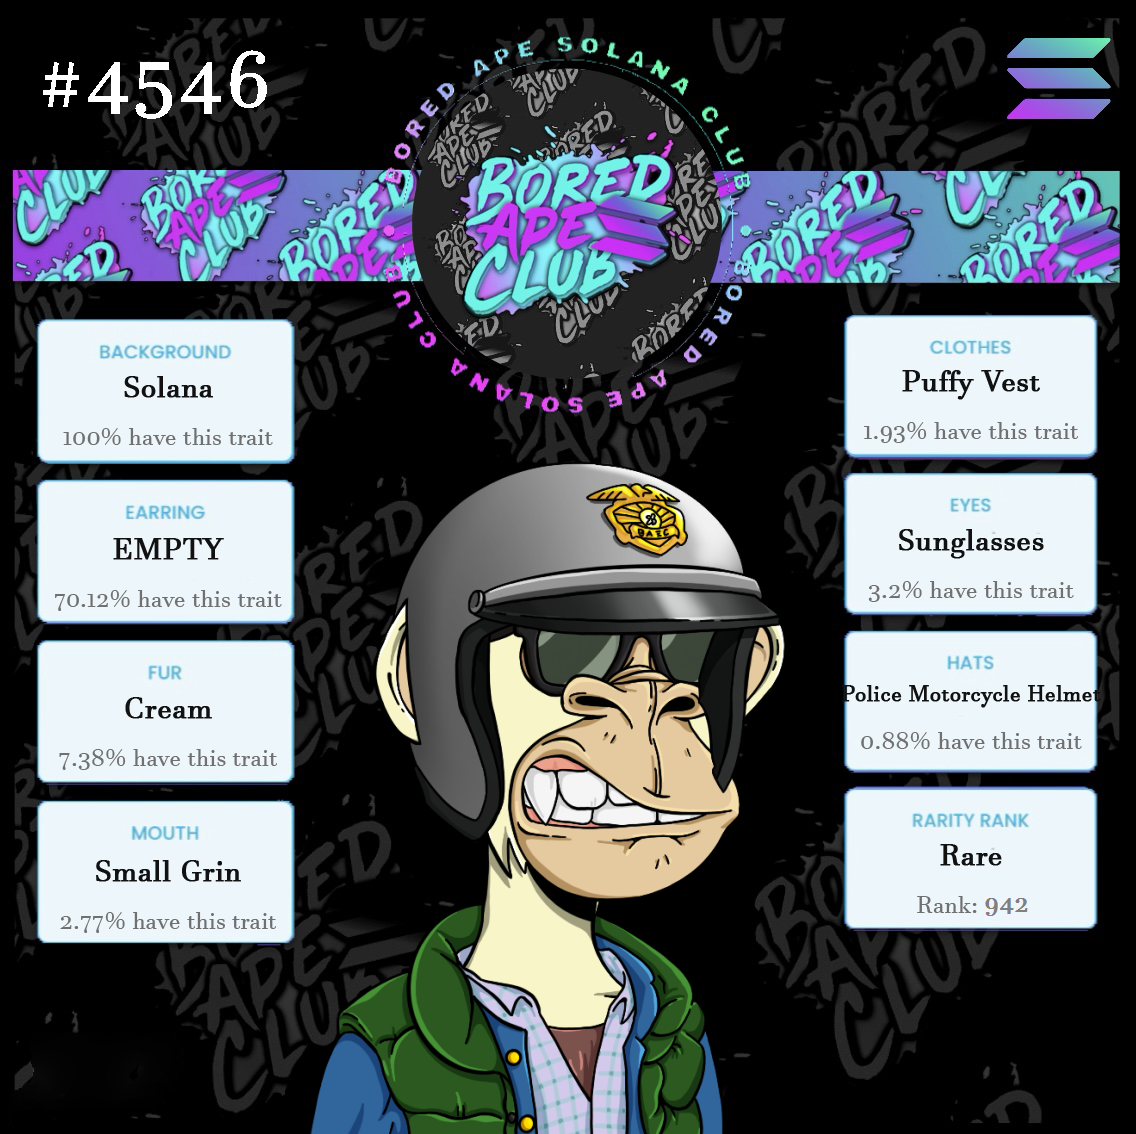 #4546
BORED APE SOLANA CLUB
BORED APE SOLANA CLUB
BORED
APE
CLUB
BACKGROUND
Solana
100% have this trait
EARRING
EMPTY
70.12% have this trait
FUR
Cream
7.38% have this trait
MOUTH
Small Grin
2.77% have this trait
CLOTHES
Puffy Vest
1.93% have this trait
EYES
Sunglasses
3.2% have this trait
HATS
Police Motorcycle Helmet
0.88% have this trait
RARITY RANK
Rare
Rank: 942